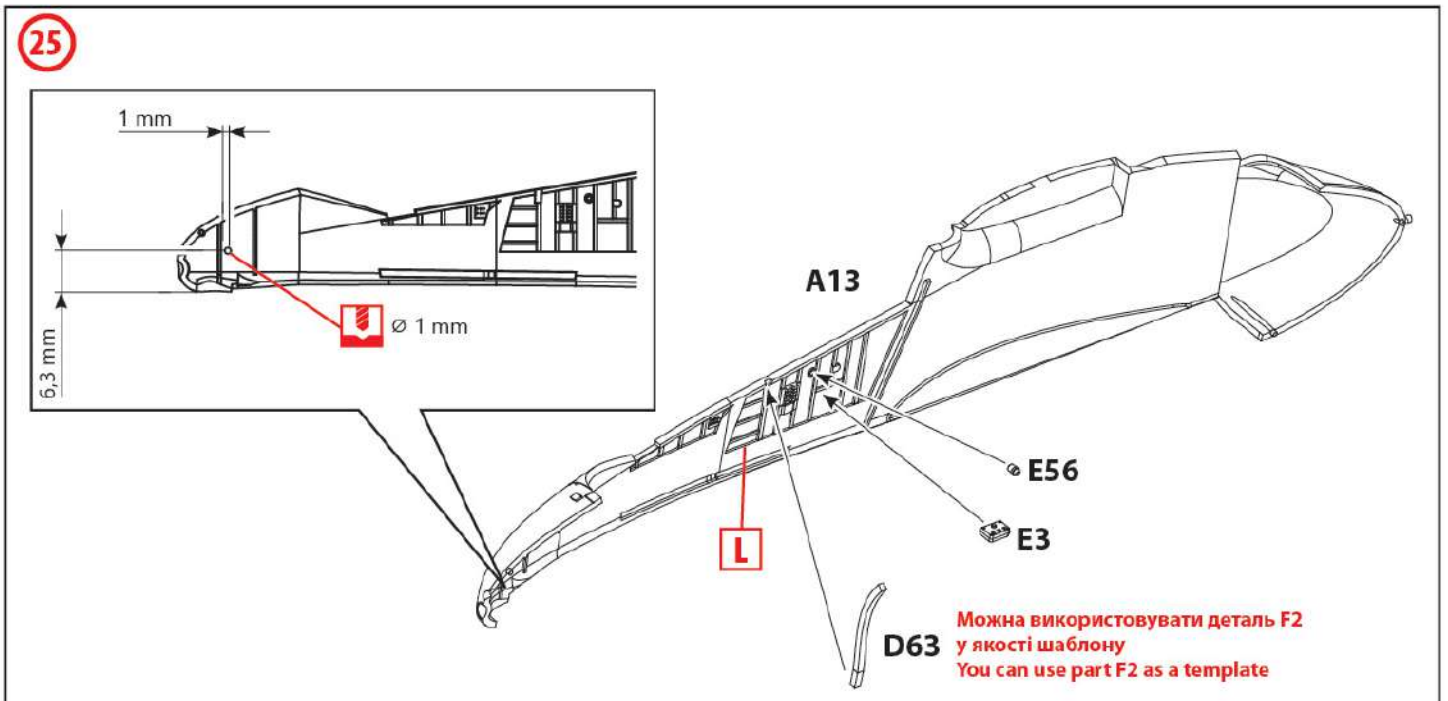 25
1 mm
6,3 mm
Ø 1 mm
A13
E56
E3
L
D63
Можна використовувати деталь F2
у якості шаблону
You can use part F2 as a template